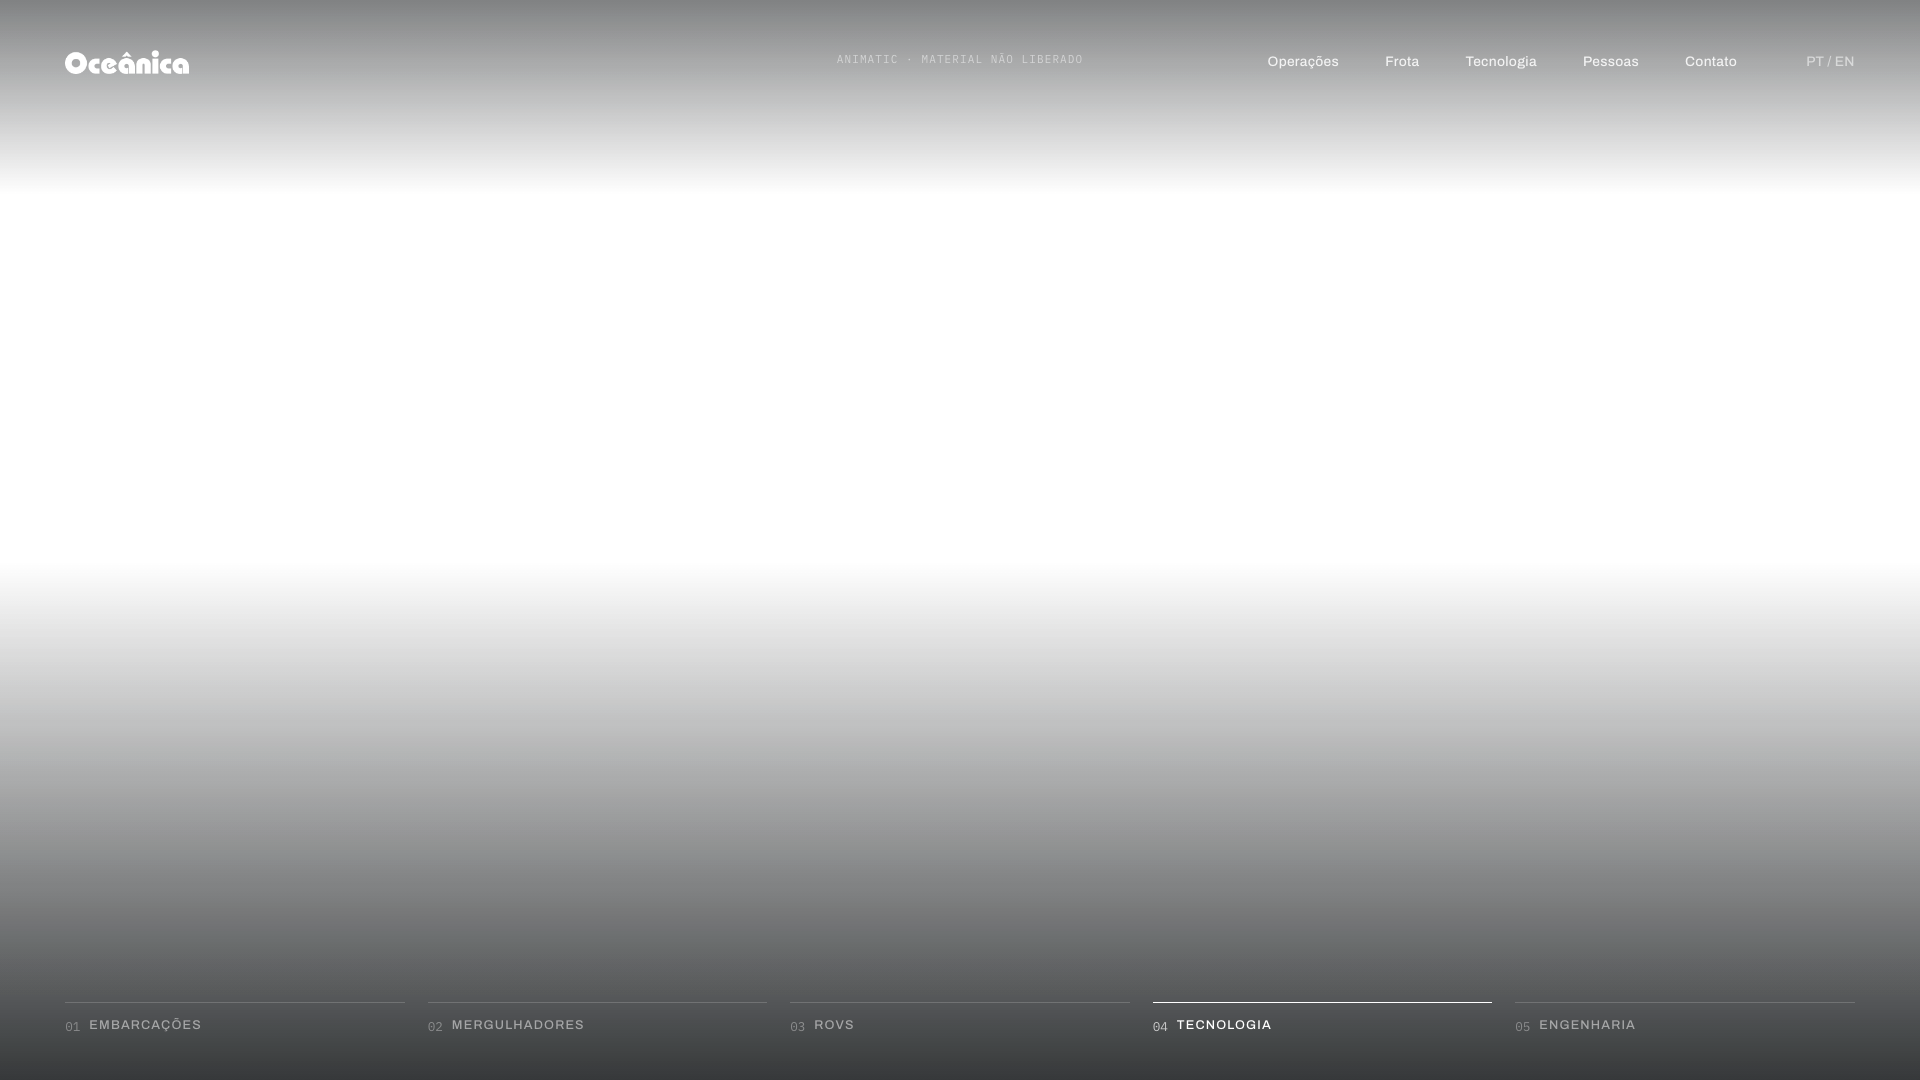 Oceânica
ANIMATIC · MATERIAL NÃO LIBERADO
Operações
Frota
Tecnologia
Pessoas
Contato
PT / EN
01 EMBARCAÇÕES
02 MERGULHADORES
03 ROVS
04 TECNOLOGIA
05 ENGENHARIA